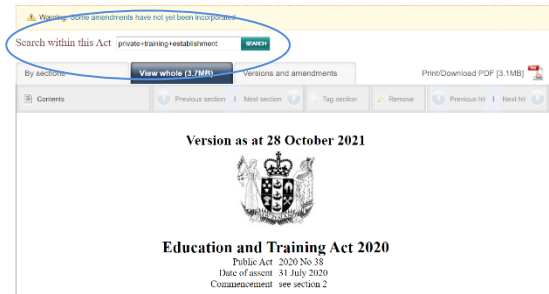 Warning: Some amendments have not yet been incorporated
Search within this Act private+training+establishment SEARCH
By sections View whole (3.7MB) Versions and amendments Print/Download PDF [3.1MB]
Contents Previous section Next section Tag section Remove Previous hit Next hit
Version as at 28 October 2021
Education and Training Act 2020
Public Act 2020 No 38
Date of assent 31 July 2020
Commencement see section 2